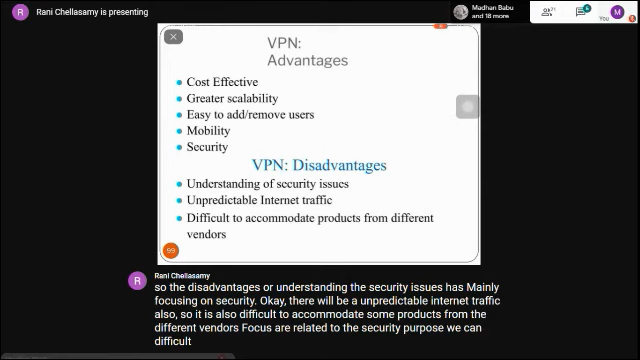 R Rani Chellasamy is presenting
Madhan Babu
and 18 more
71
6
M
You
VPN:
Advantages
Cost Effective
Greater scalability
Easy to add/remove users
Mobility
Security
VPN: Disadvantages
Understanding of security issues
Unpredictable Internet traffic
Difficult to accommodate products from different
vendors
99
R
Rani Chellasamy
so the disadvantages or understanding the security issues has Mainly
focusing on security. Okay, there will be a unpredictable internet traffic
also, so it is also difficult to accommodate some products from the
different vendors Focus are related to the security purpose we can
difficult